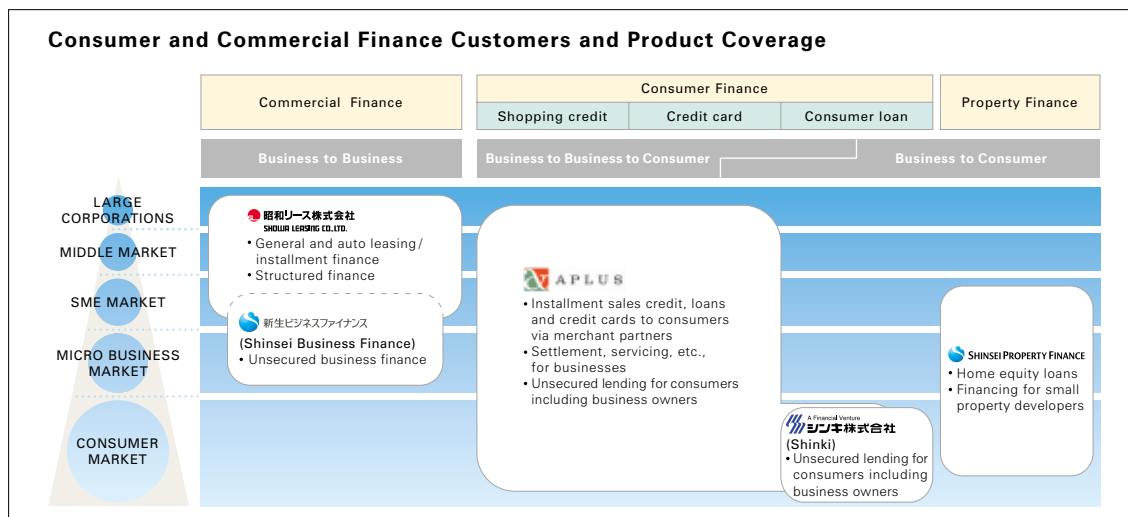 Consumer and Commercial Finance Customers and Product Coverage
Commercial Finance
Consumer Finance
Shopping credit
Credit card
Consumer loan
Property Finance
Business to Business
Business to Business to Consumer
Business to Consumer
LARGE
CORPORATIONS
MIDDLE MARKET
SME MARKET
MICRO BUSINESS
MARKET
CONSUMER
MARKET
昭和リース株式会社
SHOWA LEASING CO.,LTD.
• General and auto leasing/
installment finance
• Structured finance
新生ビジネスファイナンス
(Shinsei Business Finance)
• Unsecured business finance
APLUS
• Installment sales credit, loans
and credit cards to consumers
via merchant partners
• Settlement, servicing, etc.,
for businesses
• Unsecured lending for consumers
including business owners
A Financial Venture
シンキ株式会社
(Shinki)
• Unsecured lending for
consumers including
business owners
SHINSEI PROPERTY FINANCE
• Home equity loans
• Financing for small
property developers